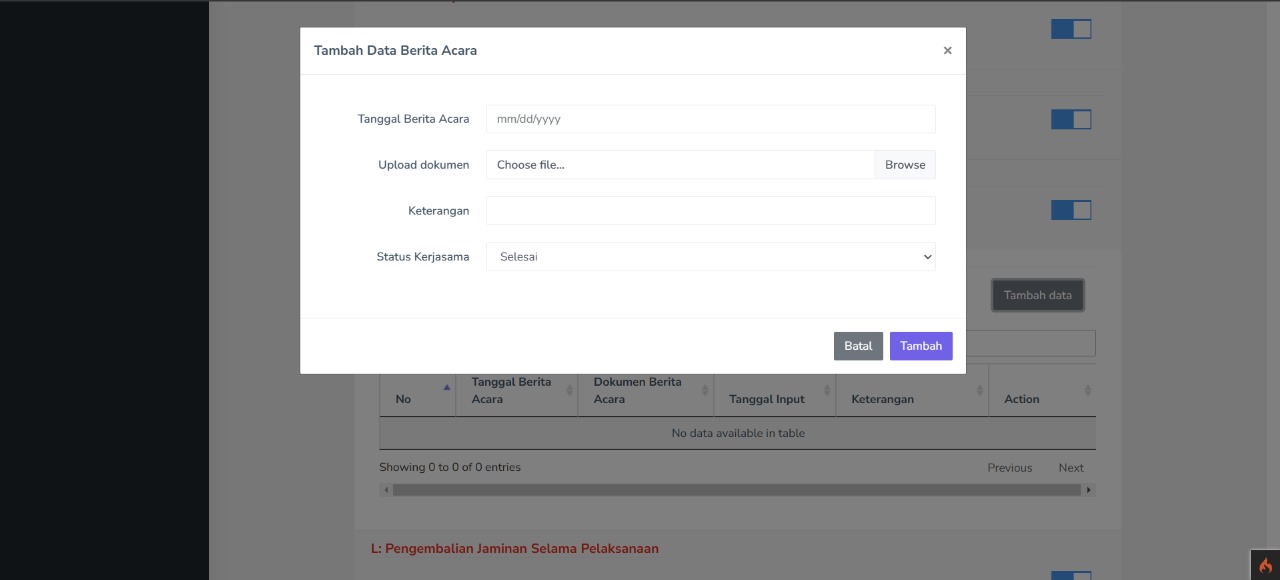 Tambah Data Berita Acara
×
Tanggal Berita Acara
mm/dd/yyyy
Upload dokumen
Choose file...
Browse
Keterangan
Status Kerjasama
Selesai
Tambah data
Batal
Tambah
No
Tanggal Berita
Acara
Dokumen Berita
Acara
Tanggal Input
Keterangan
Action
No data available in table
Showing 0 to 0 of 0 entries
Previous
Next
L: Pengembalian Jaminan Selama Pelaksanaan